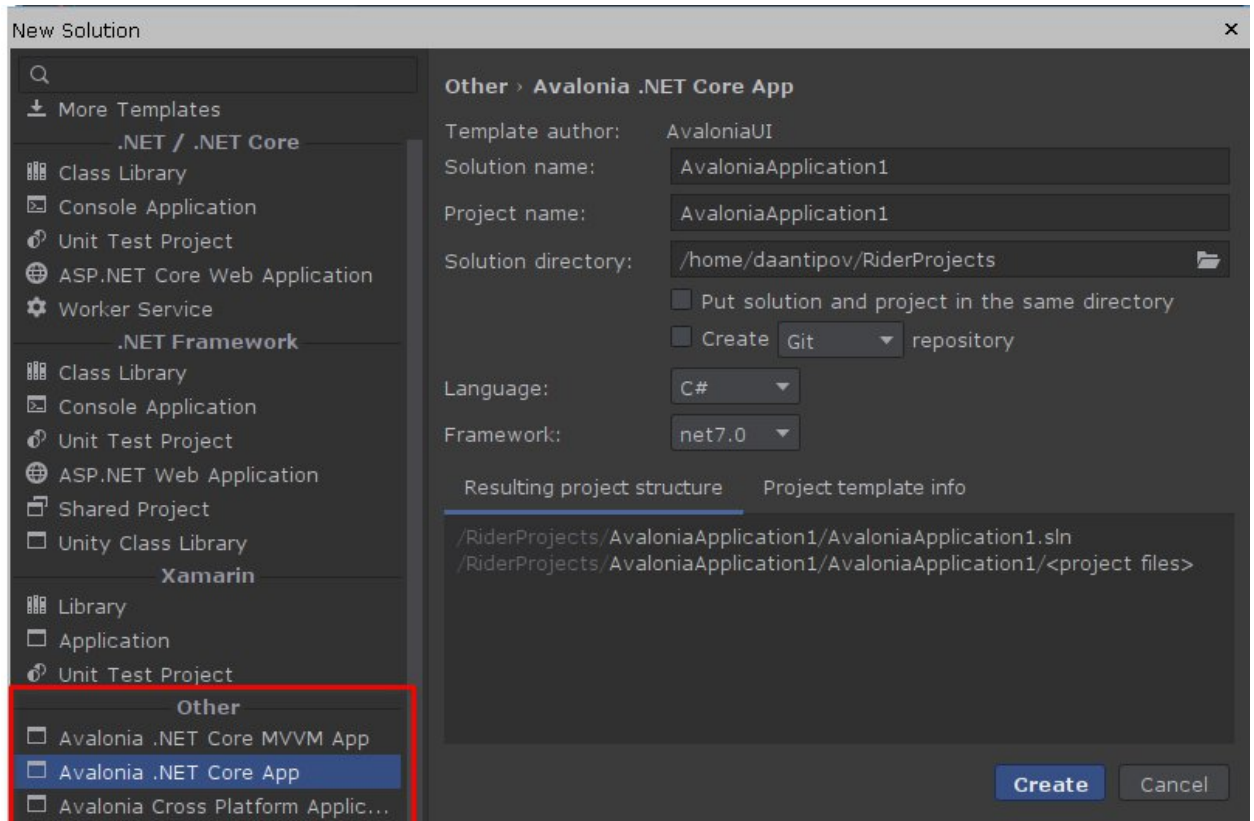 New Solution
More Templates
.NET / .NET Core
Class Library
Console Application
Unit Test Project
ASP.NET Core Web Application
Worker Service
.NET Framework
Class Library
Console Application
Unit Test Project
ASP.NET Web Application
Shared Project
Unity Class Library
Xamarin
Library
Application
Unit Test Project
Other
Avalonia .NET Core MVVM App
Avalonia .NET Core App
Avalonia Cross Platform Applic...
Other › Avalonia .NET Core App
Template author: AvaloniaUI
Solution name: AvaloniaApplication1
Project name: AvaloniaApplication1
Solution directory: /home/daantipov/RiderProjects
Put solution and project in the same directory
Create Git repository
Language: C#
Framework: net7.0
Resulting project structure Project template info
/RiderProjects/AvaloniaApplication1/AvaloniaApplication1.sln
/RiderProjects/AvaloniaApplication1/AvaloniaApplication1/<project files>
Create Cancel